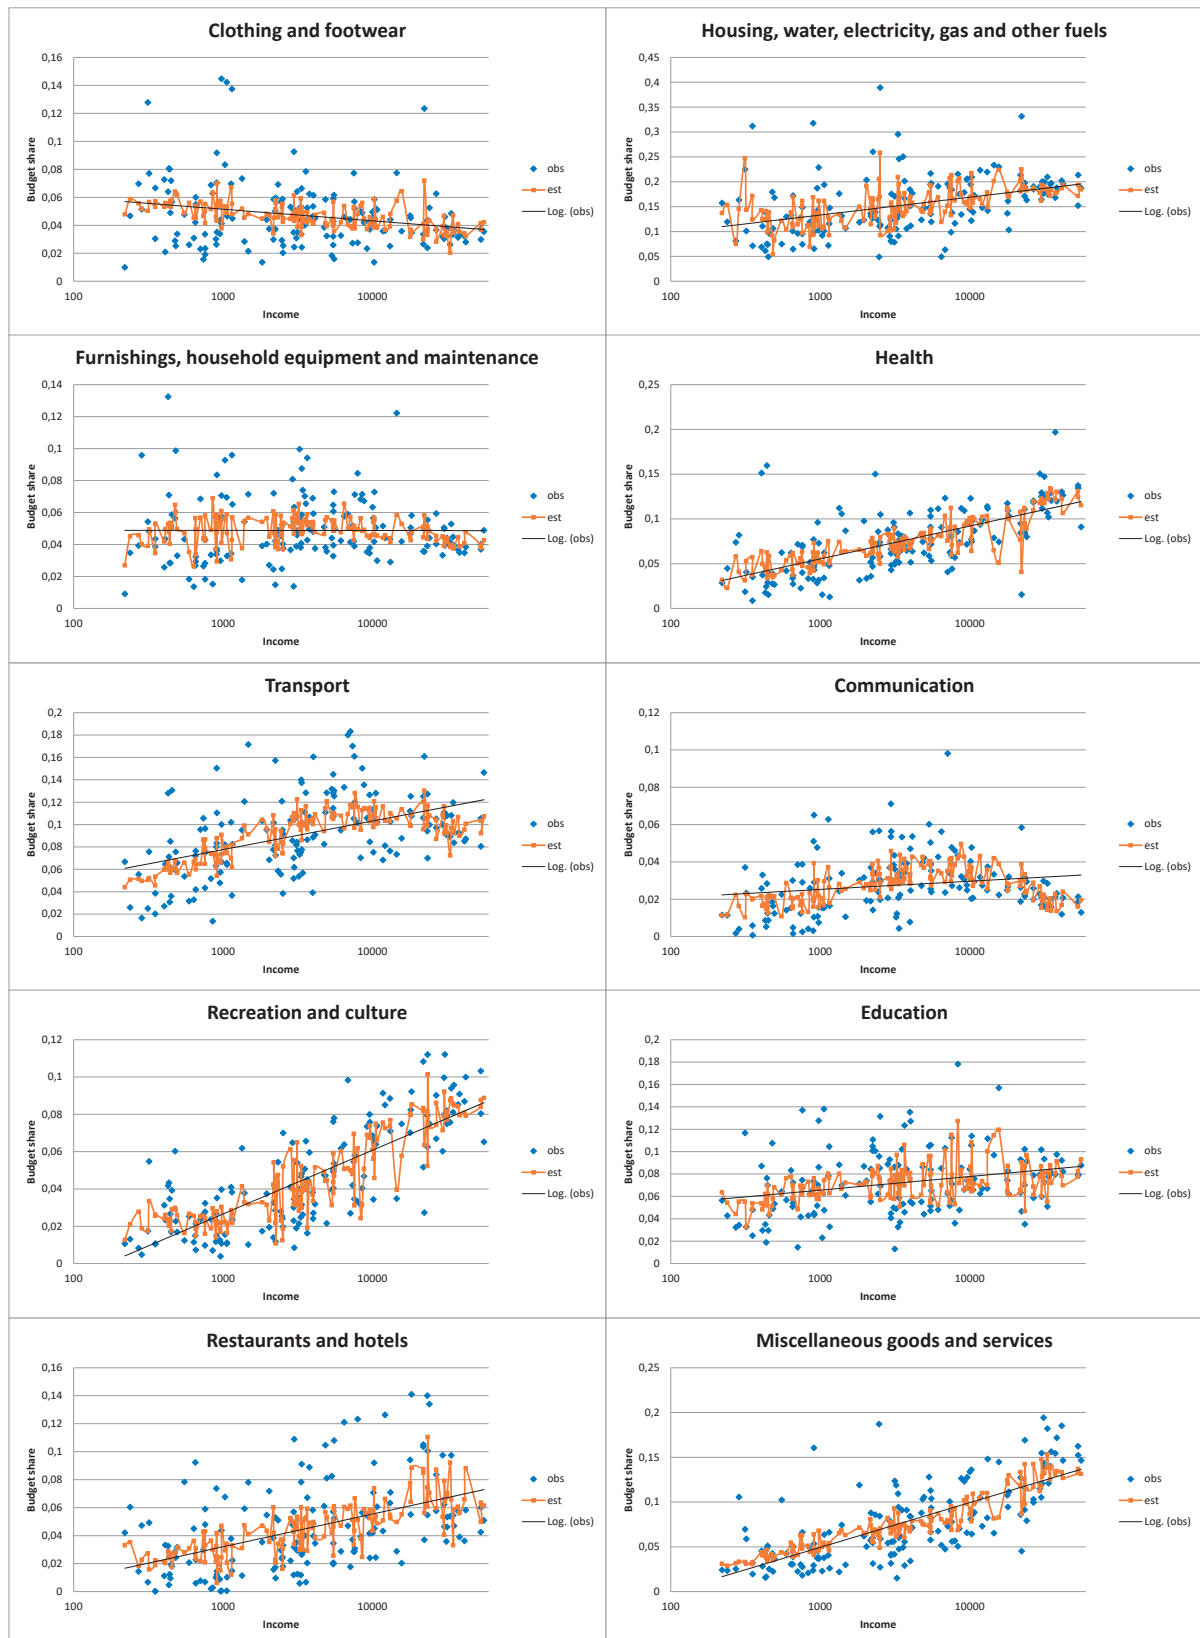 Clothing and footwear
0,16
0,14
0,12
0,1
0,08
0,06
0,04
0,02
0
Budget share
100
1000
10000
Income
obs
est
Log. (obs)
Housing, water, electricity, gas and other fuels
0,45
0,4
0,35
0,3
0,25
0,2
0,15
0,1
0,05
0
Budget share
100
1000
10000
Income
obs
est
Log. (obs)
Furnishings, household equipment and maintenance
0,14
0,12
0,1
0,08
0,06
0,04
0,02
0
Budget share
100
1000
10000
Income
obs
est
Log. (obs)
Health
0,25
0,2
0,15
0,1
0,05
0
Budget share
100
1000
10000
Income
obs
est
Log. (obs)
Transport
0,2
0,18
0,16
0,14
0,12
0,1
0,08
0,06
0,04
0,02
0
Budget share
100
1000
10000
Income
obs
est
Log. (obs)
Communication
0,12
0,1
0,08
0,06
0,04
0,02
0
Budget share
100
1000
10000
Income
obs
est
Log. (obs)
Recreation and culture
0,12
0,1
0,08
0,06
0,04
0,02
0
Budget share
100
1000
10000
Income
obs
est
Log. (obs)
Education
0,2
0,18
0,16
0,14
0,12
0,1
0,08
0,06
0,04
0,02
0
Budget share
100
1000
10000
Income
obs
est
Log. (obs)
Restaurants and hotels
0,16
0,14
0,12
0,1
0,08
0,06
0,04
0,02
0
Budget share
100
1000
10000
Income
obs
est
Log. (obs)
Miscellaneous goods and services
0,25
0,2
0,15
0,1
0,05
0
Budget share
100
1000
10000
Income
obs
est
Log. (obs)